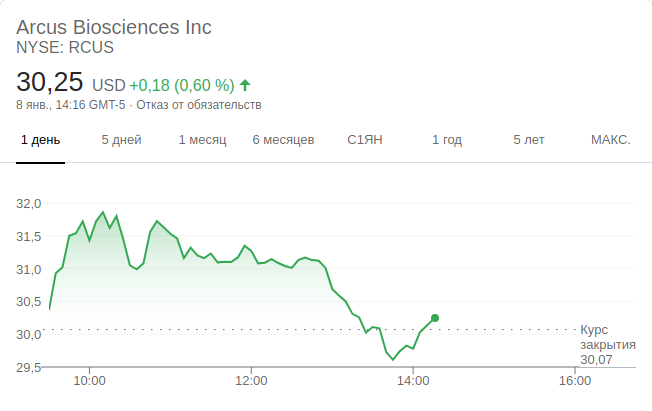 Arcus Biosciences Inc
NYSE: RCUS
30,25 USD +0,18 (0,60 %)
8 янв., 14:16 GMT-5 · Отказ от обязательств
1 день 5 дней 1 месяц 6 месяцев С1ЯН 1 год 5 лет МАКС.
32,0
31,5
31,0
30,5
30,0
29,5
Курс
закрытия
30,07
10:00 12:00 14:00 16:00